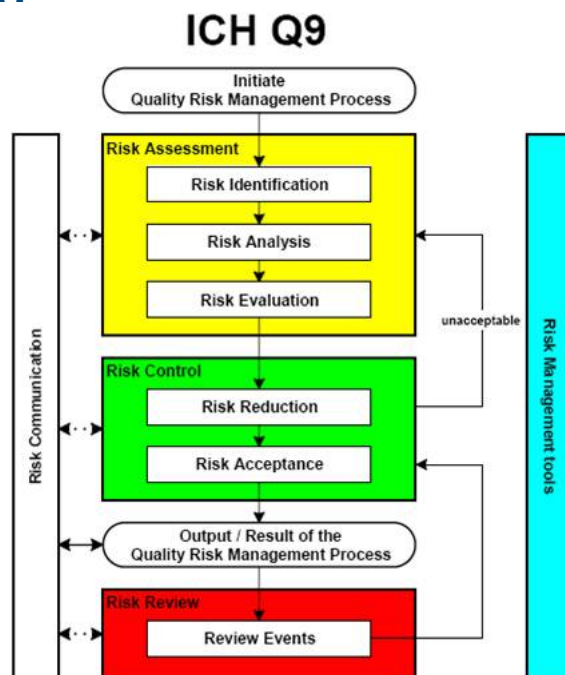 ICH Q9
Initiate
Quality Risk Management Process
Risk Assessment
Risk Identification
Risk Analysis
Risk Evaluation
unacceptable
Risk Communication
Risk Management tools
Risk Control
Risk Reduction
Risk Acceptance
Output / Result of the
Quality Risk Management Process
Risk Review
Review Events